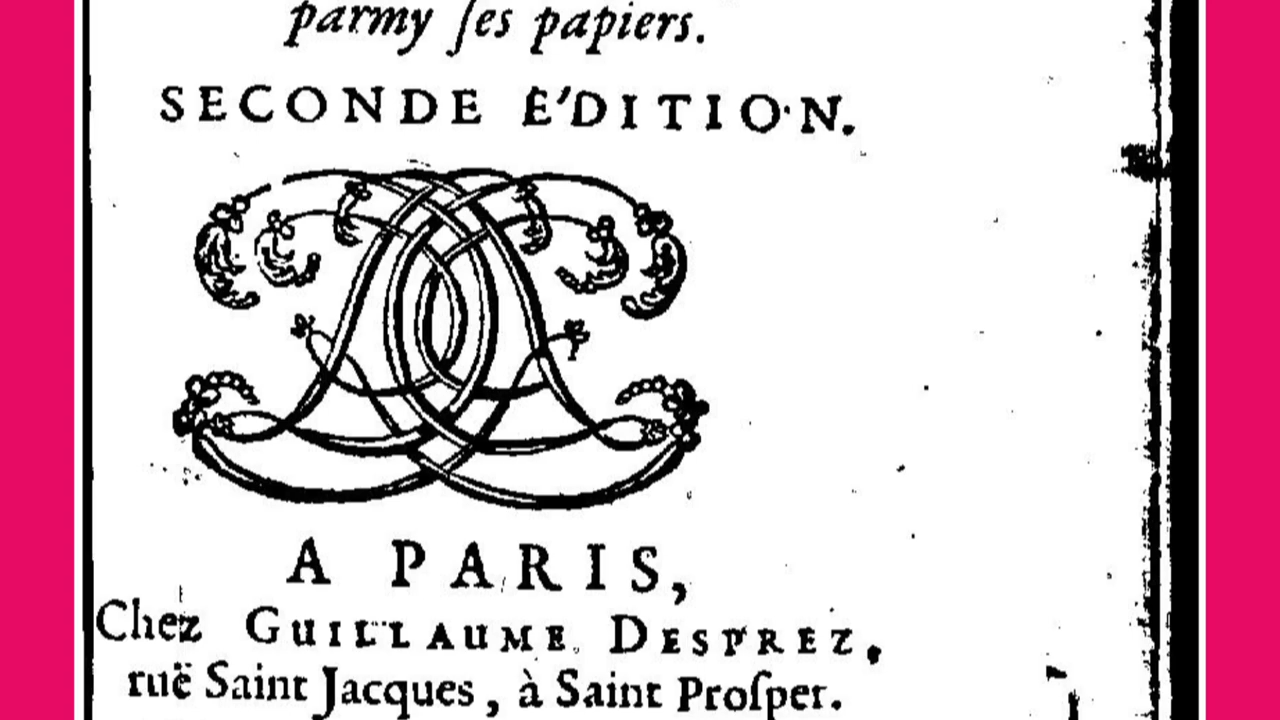 parmy ſes papiers.
SECONDE E'DITION.
A PARIS,
Chez GUILLAUME DESPREZ,
ruë Saint Jacques, à Saint Proſper.